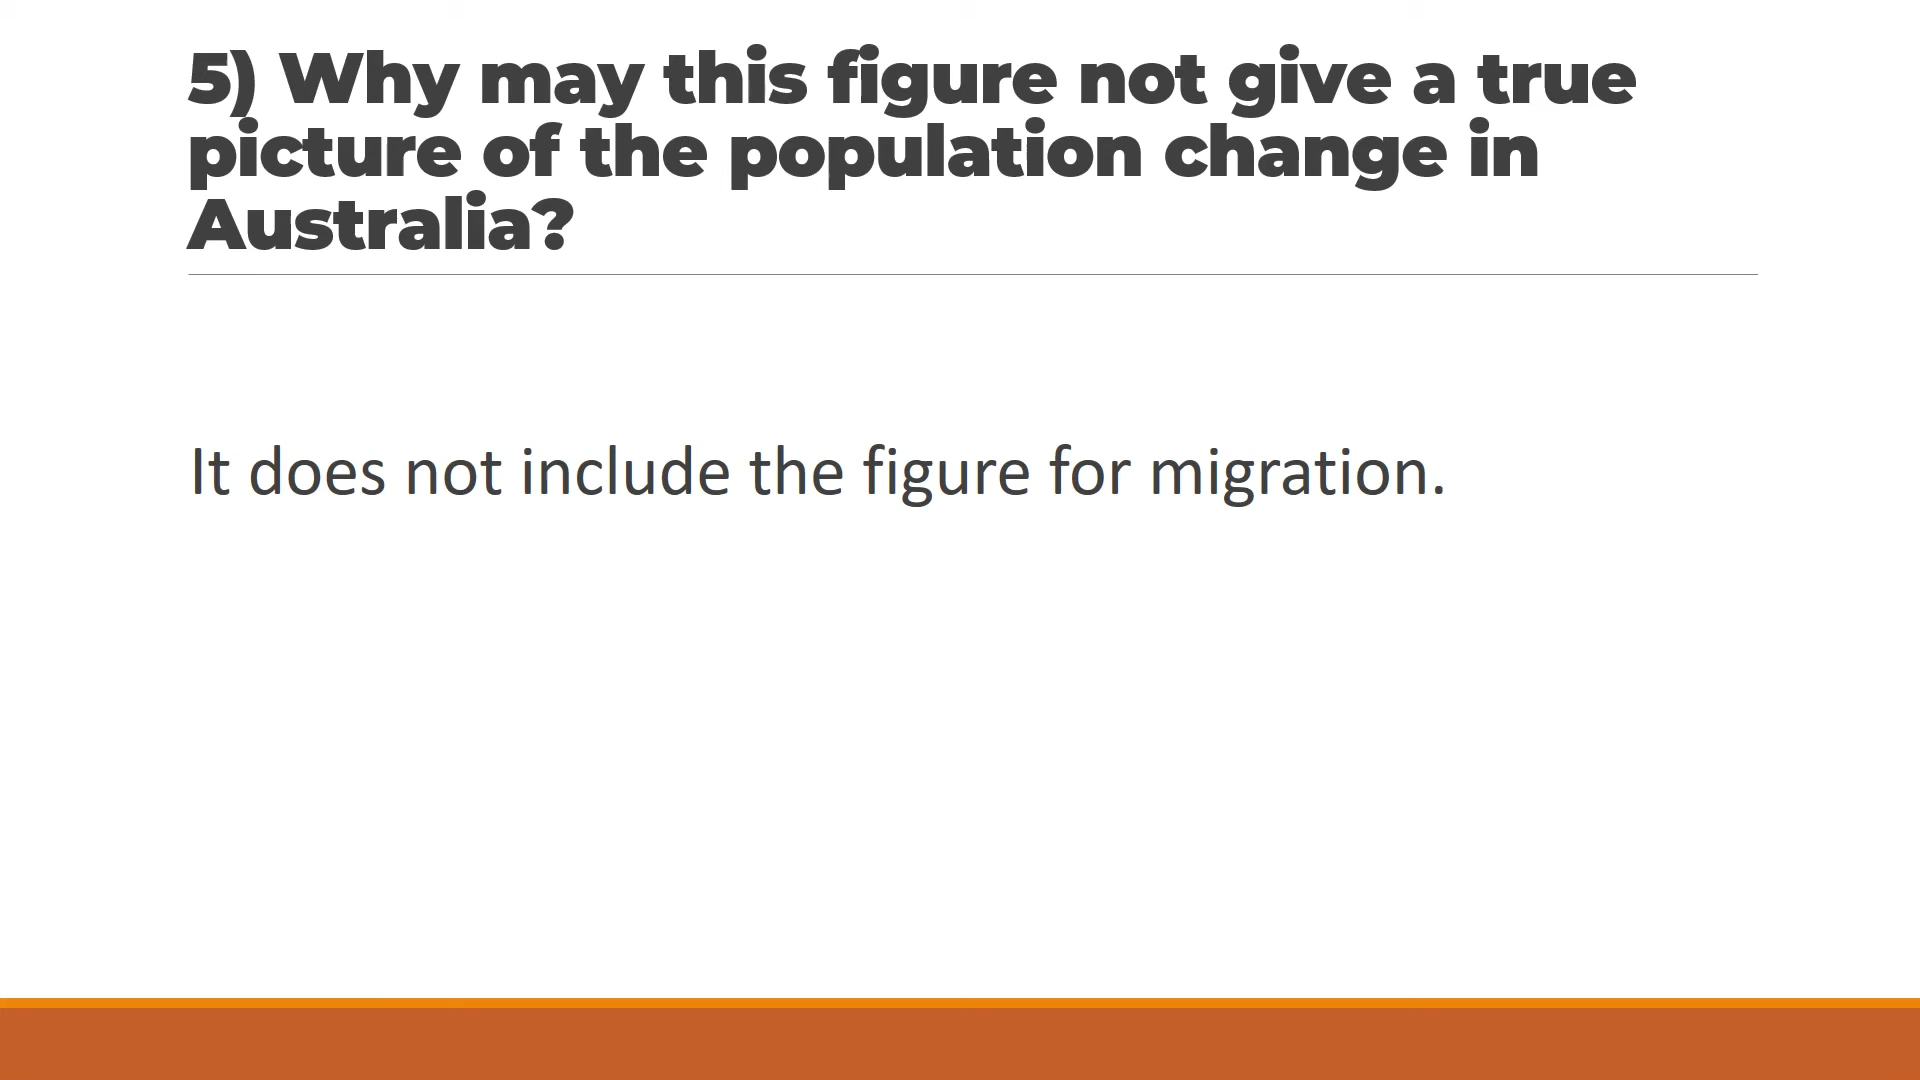 5) Why may this figure not give a true
picture of the population change in
Australia?
It does not include the figure for migration.